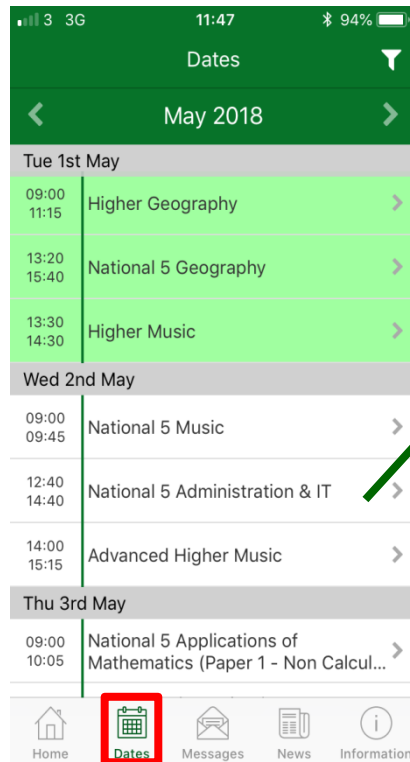 3 3G 11:47 94%
Dates
May 2018
Tue 1st May
09:00
11:15
Higher Geography
13:20
15:40
National 5 Geography
13:30
14:30
Higher Music
Wed 2nd May
09:00
09:45
National 5 Music
12:40
14:40
National 5 Administration & IT
14:00
15:15
Advanced Higher Music
Thu 3rd May
09:00
10:05
National 5 Applications of
Mathematics (Paper 1 - Non Calcul...
Home Dates Messages News Information